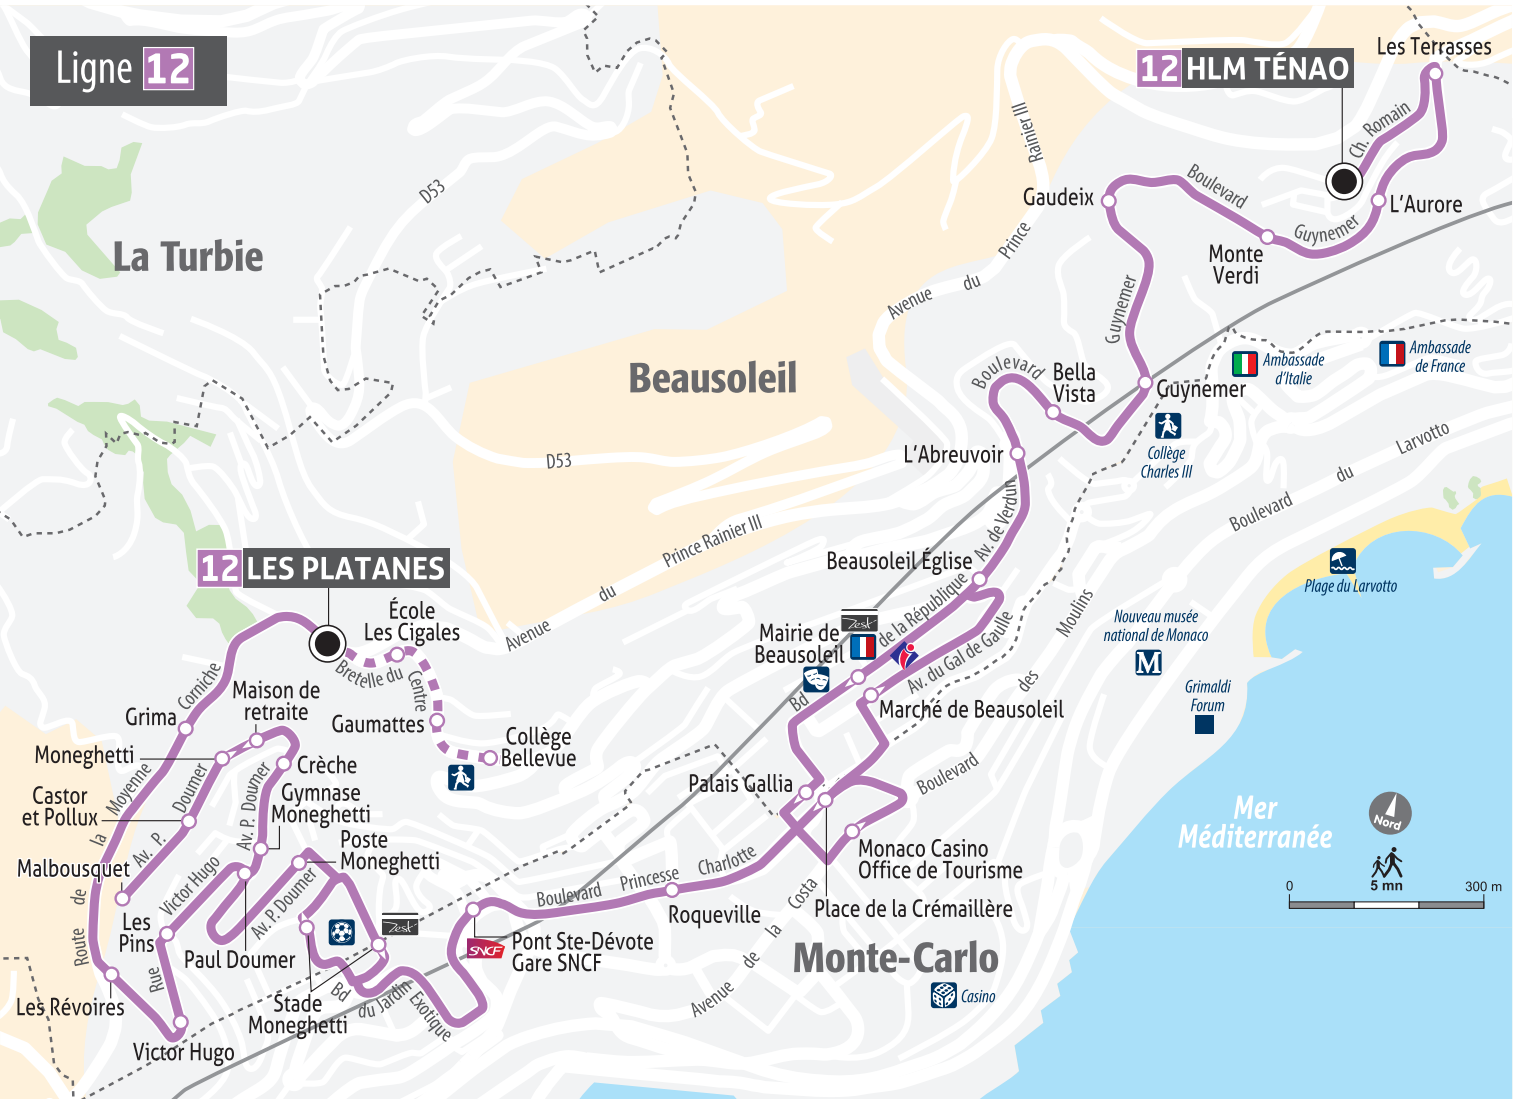 Ligne 12
12 HLM TÉNAO
Les Terrasses
Ch. Romain
Rainier III
Prince
du
Avenue
D53
Gaudeix
Boulevard
Guynemer
L'Aurore
Monte
Verdi
La Turbie
Guynemer
Beausoleil
Boulevard
Bella
Vista
Guynemer
Ambassade
d'Italie
Ambassade
de France
Collège
Charles III
L'Abreuvoir
D53
Boulevard
du
Larvotto
Av. de Verdun
Prince Rainier III
du
Avenue
Beausoleil Église
12 LES PLATANES
École
Les Cigales
Bretelle du
Centre
Zest
de la République
Mairie de
Beausoleil
Bd
Av. du Gal de Gaulle
Moulins
des
Boulevard
Plage du Larvotto
Nouveau musée
national de Monaco
M
Grimaldi
Forum
Marché de Beausoleil
Corniche
Maison de
retraite
Grima
Gaumattes
Moneghetti
Collège
Bellevue
Crèche
Moyenne
Doumer
Av. P. Doumer
Gymnase
Moneghetti
Palais Gallia
Castor
et Pollux
la
Av. P.
Poste
Moneghetti
Mer
Méditerranée
Nord
Monaco Casino
Office de Tourisme
Malbousquet
Victor Hugo
Av. P. Doumer
Boulevard
Princesse
Charlotte
Costa
la
de
Avenue
0
5 mn
300 m
de
Route
Les
Pins
Rue
Zest
Roqueville
Place de la Crémaillère
Paul Doumer
SNCF
Pont Ste-Dévote
Gare SNCF
Monte-Carlo
Casino
Les Révoires
Stade
Moneghetti
Bd
du Jardin
Exotique
Victor Hugo